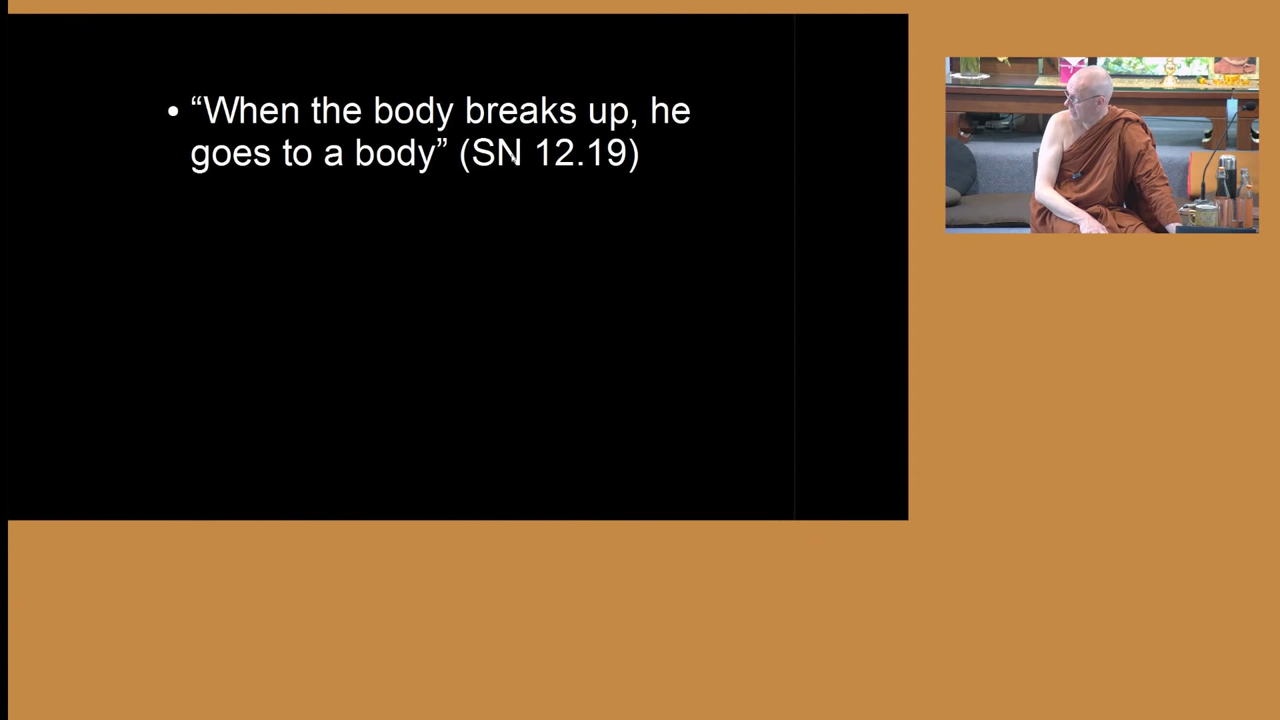 • “When the body breaks up, he
goes to a body” (SN 12.19)